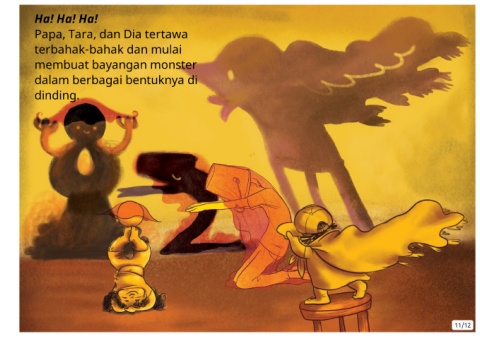 Ha! Ha! Ha!
Papa, Tara, dan Dia tertawa
terbahak-bahak dan mulai
membuat bayangan monster
dalam berbagai bentuknya di
dinding.
11/12